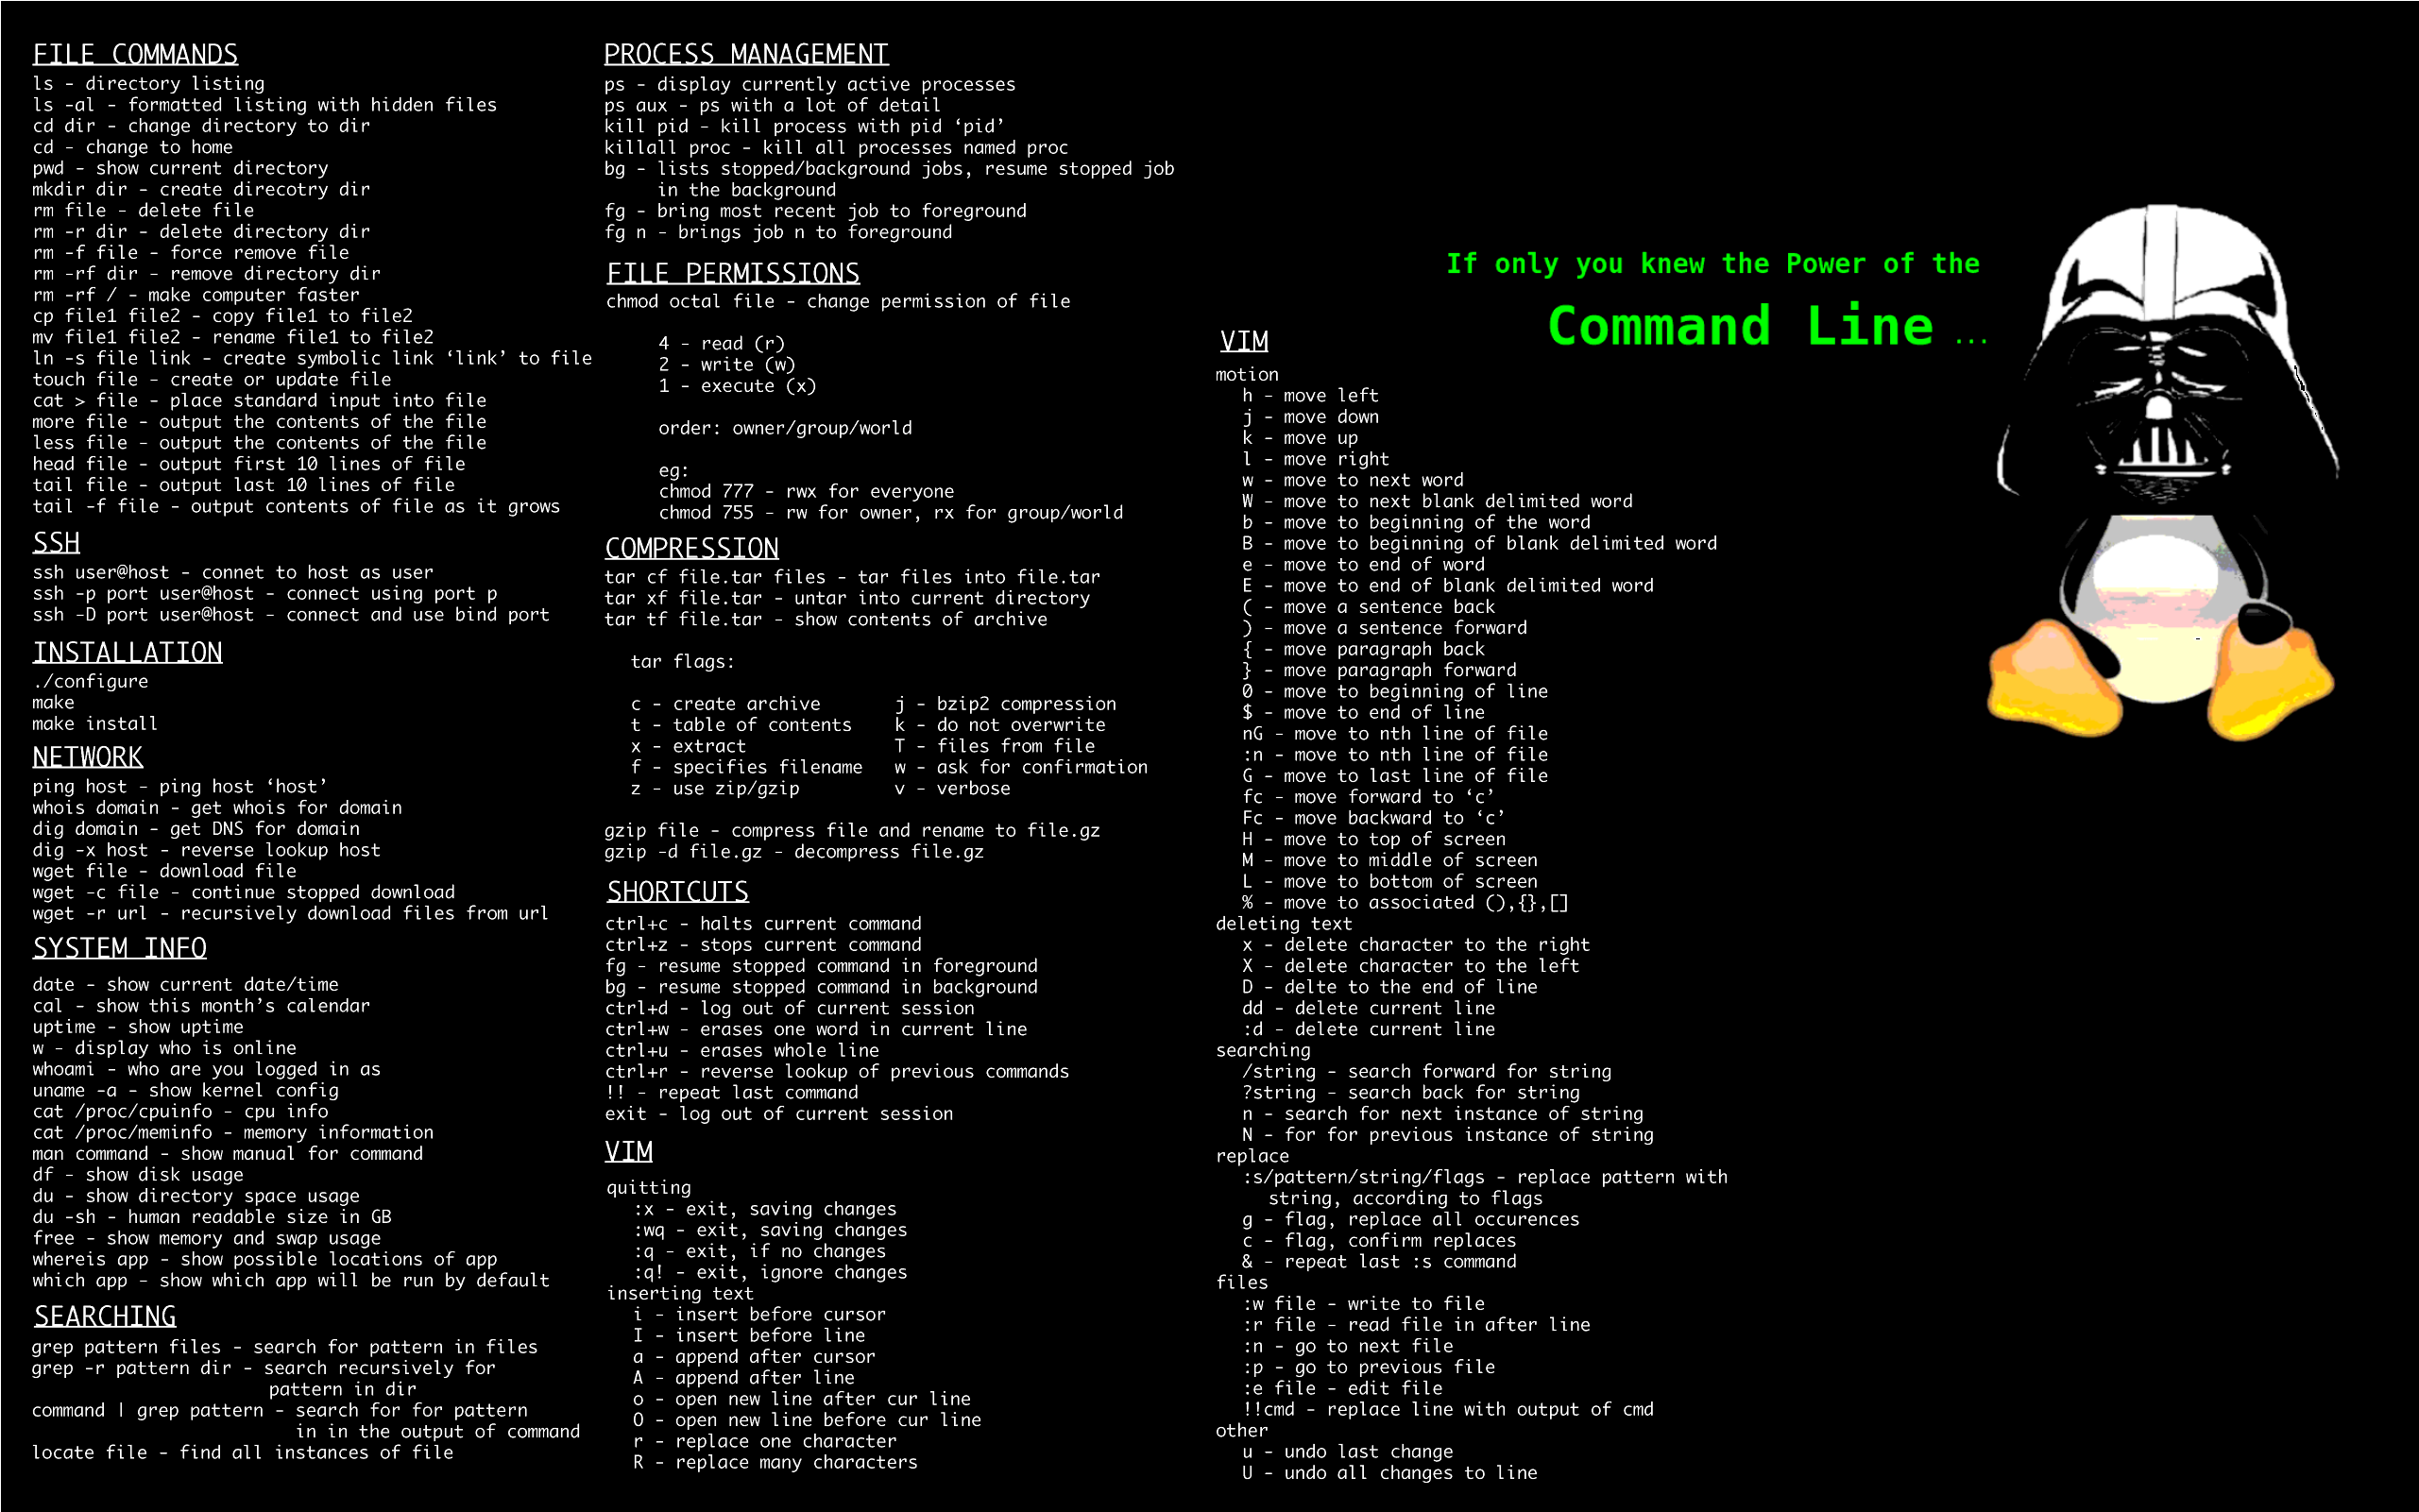 FILE COMMANDS
ls - directory listing
ls -al - formatted listing with hidden files
cd dir - change directory to dir
cd - change to home
pwd - show current directory
mkdir dir - create direcotry dir
rm file - delete file
rm -r dir - delete directory dir
rm -f file - force remove file
rm -rf dir - remove directory dir
rm -rf / - make computer faster
cp file1 file2 - copy file1 to file2
mv file1 file2 - rename file1 to file2
ln -s file link - create symbolic link ‘link’ to file
touch file - create or update file
cat > file - place standard input into file
more file - output the contents of the file
less file - output the contents of the file
head file - output first 10 lines of file
tail file - output last 10 lines of file
tail -f file - output contents of file as it grows
SSH
ssh user@host - connet to host as user
ssh -p port user@host - connect using port p
ssh -D port user@host - connect and use bind port
INSTALLATION
./configure
make
make install
NETWORK
ping host - ping host ‘host’
whois domain - get whois for domain
dig domain - get DNS for domain
dig -x host - reverse lookup host
wget file - download file
wget -c file - continue stopped download
wget -r url - recursively download files from url
SYSTEM INFO
date - show current date/time
cal - show this month’s calendar
uptime - show uptime
w - display who is online
whoami - who are you logged in as
uname -a - show kernel config
cat /proc/cpuinfo - cpu info
cat /proc/meminfo - memory information
man command - show manual for command
df - show disk usage
du - show directory space usage
du -sh - human readable size in GB
free - show memory and swap usage
whereis app - show possible locations of app
which app - show which app will be run by default
SEARCHING
grep pattern files - search for pattern in files
grep -r pattern dir - search recursively for
pattern in dir
command | grep pattern - search for for pattern
in in the output of command
locate file - find all instances of file
PROCESS MANAGEMENT
ps - display currently active processes
ps aux - ps with a lot of detail
kill pid - kill process with pid ‘pid’
killall proc - kill all processes named proc
bg - lists stopped/background jobs, resume stopped job
in the background
fg - bring most recent job to foreground
fg n - brings job n to foreground
FILE PERMISSIONS
chmod octal file - change permission of file
4 - read (r)
2 - write (w)
1 - execute (x)
order: owner/group/world
eg:
chmod 777 - rwx for everyone
chmod 755 - rw for owner, rx for group/world
COMPRESSION
tar cf file.tar files - tar files into file.tar
tar xf file.tar - untar into current directory
tar tf file.tar - show contents of archive
tar flags:
c - create archive j - bzip2 compression
t - table of contents k - do not overwrite
x - extract T - files from file
f - specifies filename w - ask for confirmation
z - use zip/gzip v - verbose
gzip file - compress file and rename to file.gz
gzip -d file.gz - decompress file.gz
SHORTCUTS
ctrl+c - halts current command
ctrl+z - stops current command
fg - resume stopped command in foreground
bg - resume stopped command in background
ctrl+d - log out of current session
ctrl+w - erases one word in current line
ctrl+u - erases whole line
ctrl+r - reverse lookup of previous commands
!! - repeat last command
exit - log out of current session
VIM
quitting
:x - exit, saving changes
:wq - exit, saving changes
:q - exit, if no changes
:q! - exit, ignore changes
inserting text
i - insert before cursor
I - insert before line
a - append after cursor
A - append after line
o - open new line after cur line
O - open new line before cur line
r - replace one character
R - replace many characters
If only you knew the Power of the
Command Line ...
VIM
motion
h - move left
j - move down
k - move up
l - move right
w - move to next word
W - move to next blank delimited word
b - move to beginning of the word
B - move to beginning of blank delimited word
e - move to end of word
E - move to end of blank delimited word
( - move a sentence back
) - move a sentence forward
{ - move paragraph back
} - move paragraph forward
0 - move to beginning of line
$ - move to end of line
nG - move to nth line of file
:n - move to nth line of file
G - move to last line of file
fc - move forward to ‘c’
Fc - move backward to ‘c’
H - move to top of screen
M - move to middle of screen
L - move to bottom of screen
% - move to associated (),{},[]
deleting text
x - delete character to the right
X - delete character to the left
D - delte to the end of line
dd - delete current line
:d - delete current line
searching
/string - search forward for string
?string - search back for string
n - search for next instance of string
N - for for previous instance of string
replace
:s/pattern/string/flags - replace pattern with
string, according to flags
g - flag, replace all occurences
c - flag, confirm replaces
& - repeat last :s command
files
:w file - write to file
:r file - read file in after line
:n - go to next file
:p - go to previous file
:e file - edit file
!!cmd - replace line with output of cmd
other
u - undo last change
U - undo all changes to line